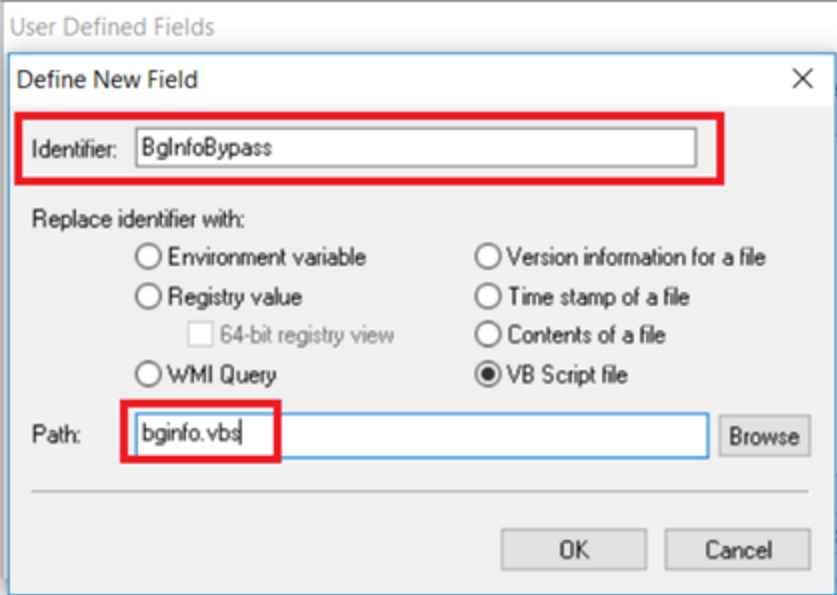 User Defined Fields
Define New Field
Identifier: BgInfoBypass
Replace identifier with:
Environment variable Version information for a file
Registry value Time stamp of a file
64-bit registry view Contents of a file
WMI Query VB Script file
Path: bginfo.vbs Browse
OK Cancel